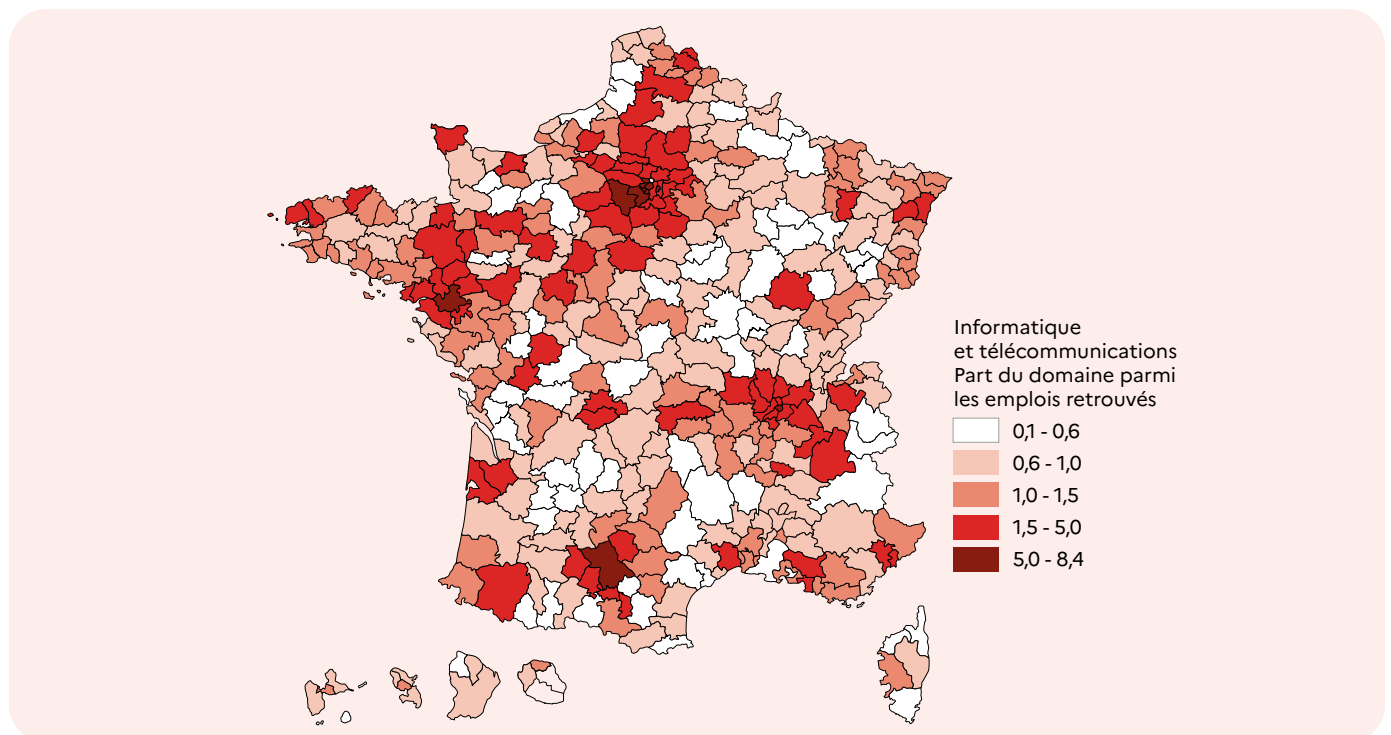 Informatique
et télécommunications
Part du domaine parmi
les emplois retrouvés
0,1 - 0,6
0,6 - 1,0
1,0 - 1,5
1,5 - 5,0
5,0 - 8,4